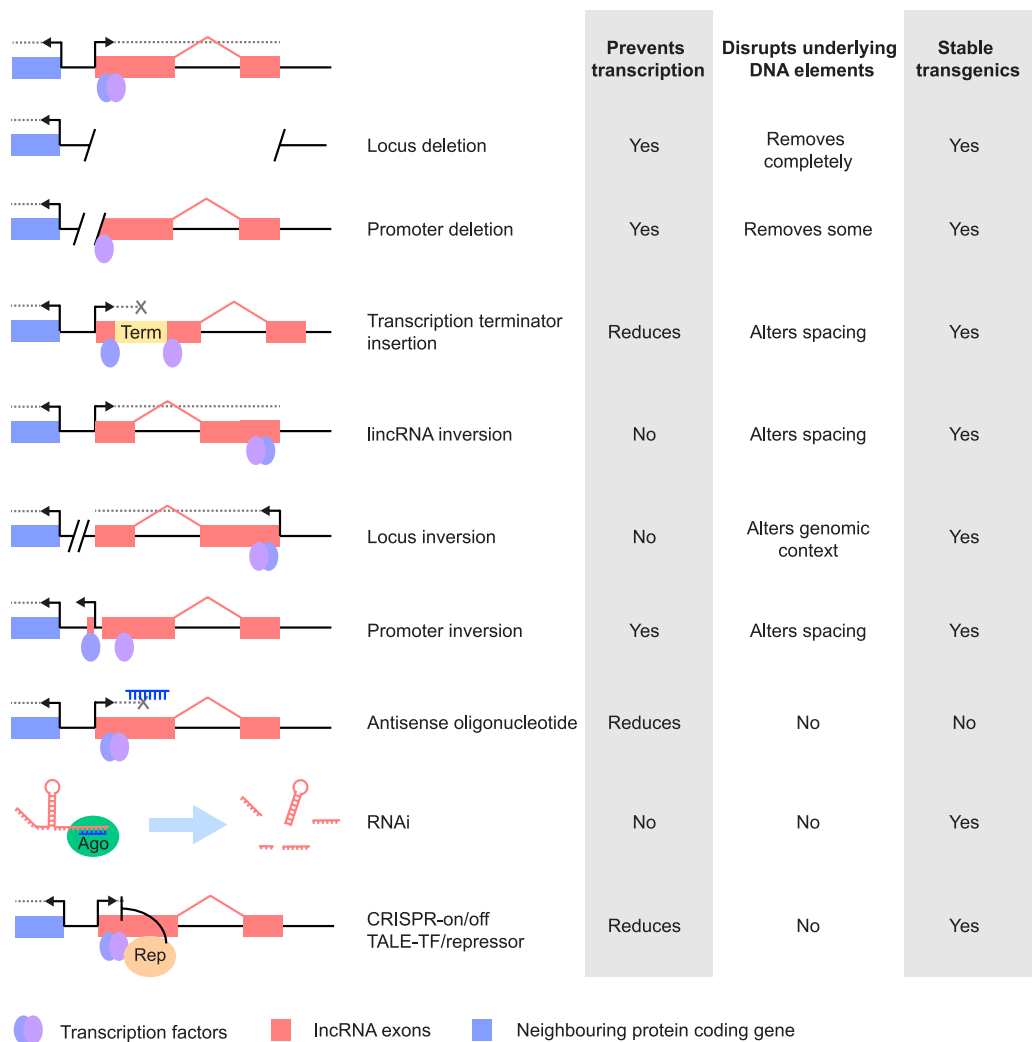 Prevents transcription
Disrupts underlying DNA elements
Stable transgenics
Locus deletion
Yes
Removes completely
Yes
Promoter deletion
Yes
Removes some
Yes
Term
Transcription terminator insertion
Reduces
Alters spacing
Yes
lincRNA inversion
No
Alters spacing
Yes
Locus inversion
No
Alters genomic context
Yes
Promoter inversion
Yes
Alters spacing
Yes
Antisense oligonucleotide
Reduces
No
No
Ago
RNAi
No
No
Yes
Rep
CRISPR-on/off
TALE-TF/repressor
Reduces
No
Yes
Transcription factors
lncRNA exons
Neighbouring protein coding gene